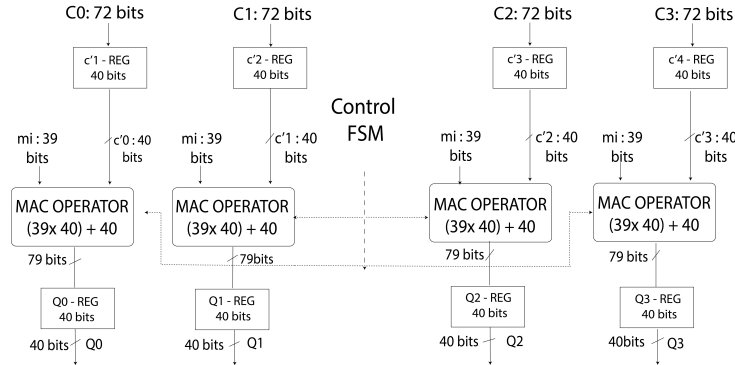 C0: 72 bits
C1: 72 bits
C2: 72 bits
C3: 72 bits
c'1 - REG
40 bits
c'2 - REG
40 bits
c'3 - REG
40 bits
c'4 - REG
40 bits
Control
FSM
mi : 39
bits
c'0 : 40
bits
mi : 39
bits
c'1 : 40
bits
mi : 39
bits
c'2 : 40
bits
mi : 39
bits
c'3 : 40
bits
MAC OPERATOR
(39x 40) + 40
MAC OPERATOR
(39x 40) + 40
MAC OPERATOR
(39x 40) + 40
MAC OPERATOR
(39x 40) + 40
79 bits
79bits
79 bits
79 bits
Q0 - REG
40 bits
Q1 - REG
40 bits
Q2 - REG
40 bits
Q3 - REG
40 bits
40 bits Q0
40 bits Q1
40 bits Q2
40bits Q3